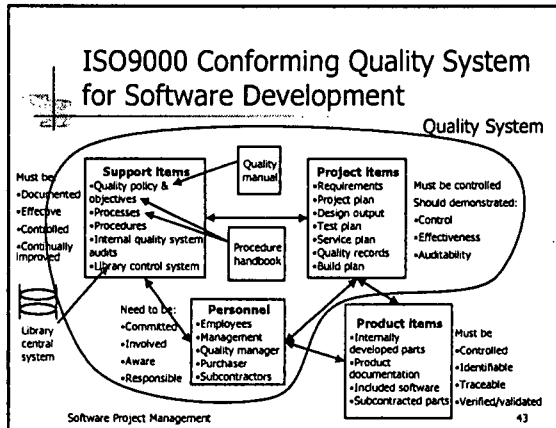 ISO9000 Conforming Quality System
for Software Development
Quality System
Must be:
•Documented
•Effective
•Controlled
•Continually
improved
Support Items
•Quality policy &
objectives
•Processes
•Procedures
•Internal quality system
audits
•Library control system
Quality
manual
Procedure
handbook
Project Items
•Requirements
•Project plan
•Design output
•Test plan
•Service plan
•Quality records
•Build plan
Must be controlled
Should demonstrated:
•Control
•Effectiveness
•Auditability
Library
central
system
Need to be:
•Committed
•Involved
•Aware
•Responsible
Personnel
•Employees
•Management
•Quality manager
•Purchaser
•Subcontractors
Product items
•Internally
developed parts
•Product
documentation
•Included software
•Subcontracted parts
Must be
•Controlled
•Identifiable
•Traceable
•Verified/validated
Software Project Management
43